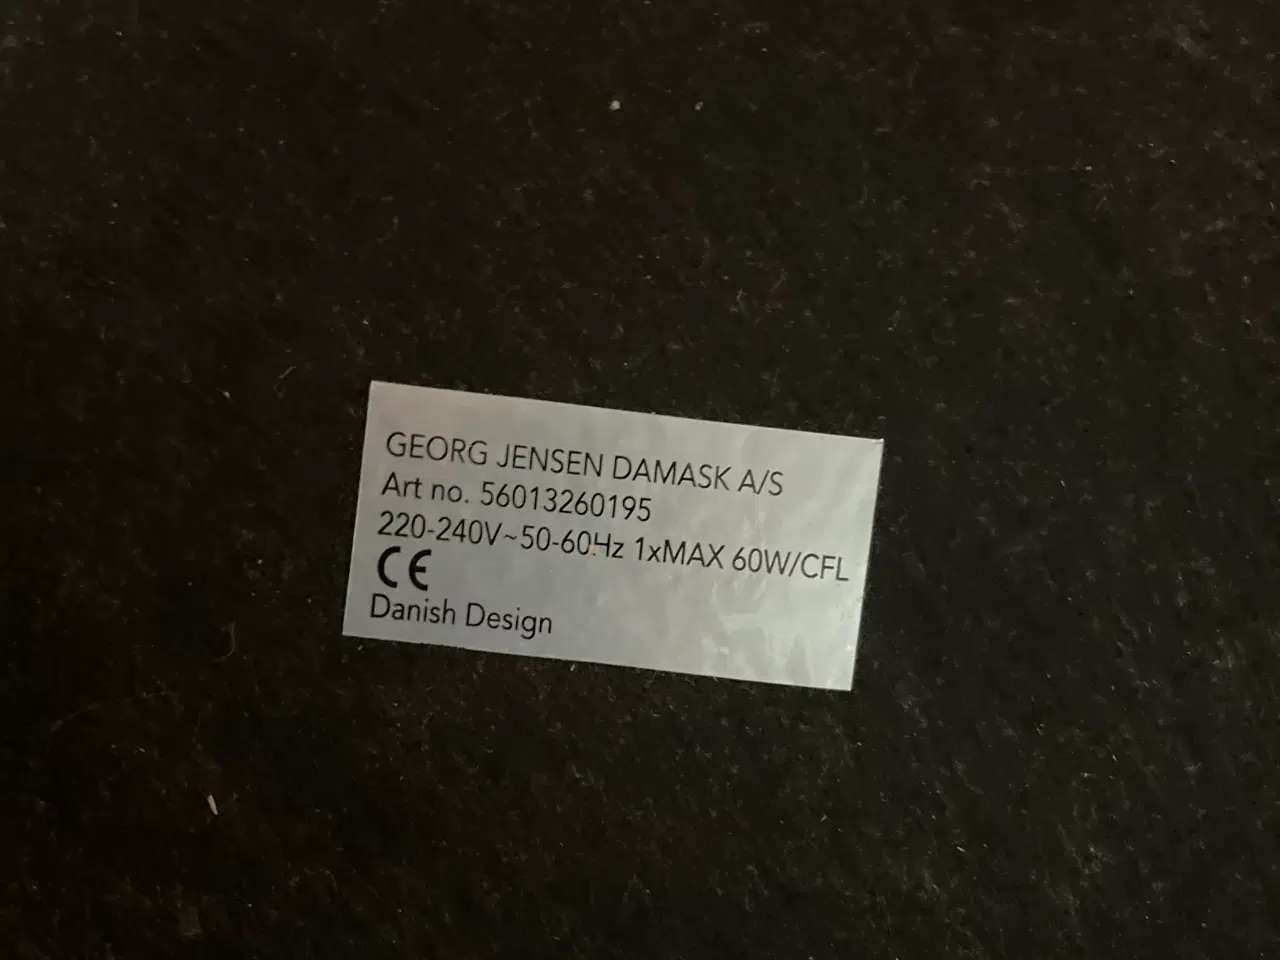 GEORG JENSEN DAMASK A/S
Art no. 56013260195
220-240V~50-60Hz 1xMAX 60W/CFL
CE
Danish Design